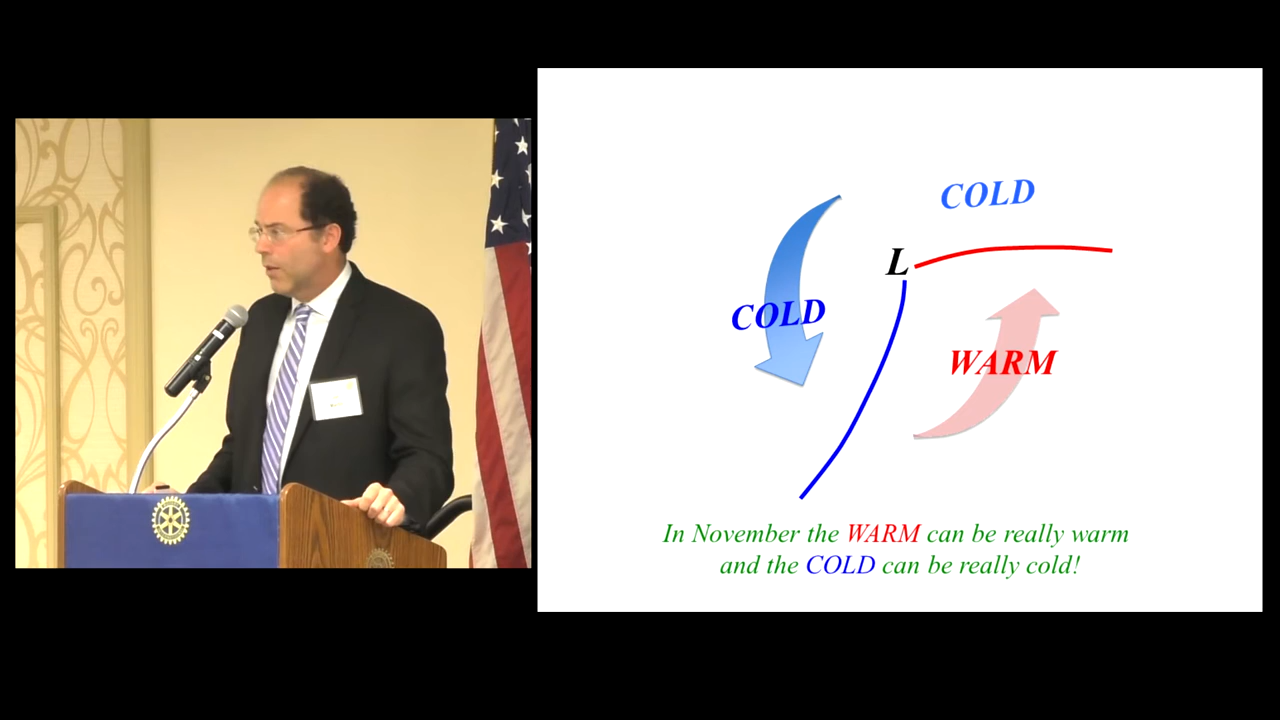 COLD
L
COLD
WARM
In November the WARM can be really warm
and the COLD can be really cold!